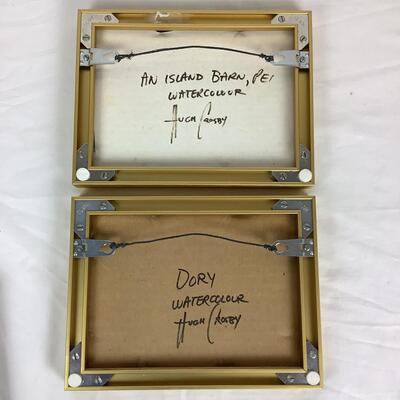 AN ISLAND BARN, PEI
WATERCOLOUR
HUGH CROSBY
DORY
WATERCOLOUR
HUGH CROSBY